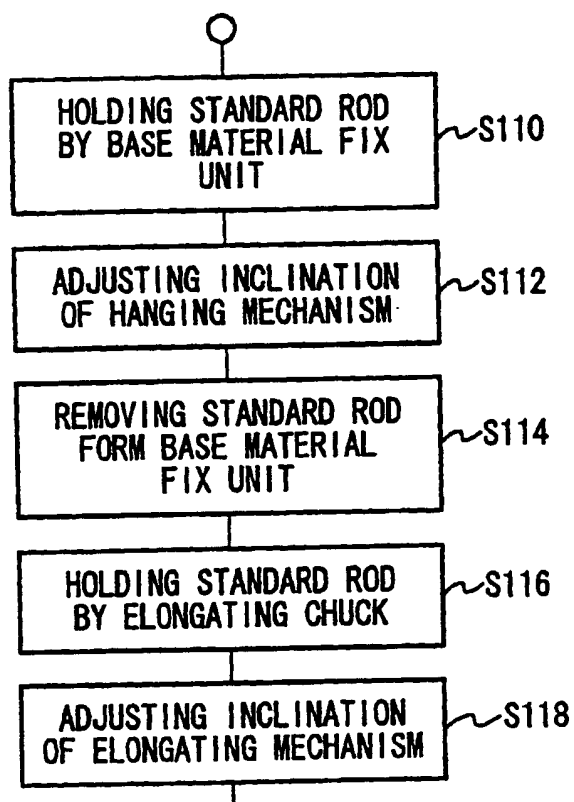 HOLDING STANDARD ROD
BY BASE MATERIAL FIX
UNIT
S110
ADJUSTING INCLINATION
OF HANGING MECHANISM
S112
REMOVING STANDARD ROD
FORM BASE MATERIAL
FIX UNIT
S114
HOLDING STANDARD ROD
BY ELONGATING CHUCK
S116
ADJUSTING INCLINATION
OF ELONGATING MECHANISM
S118